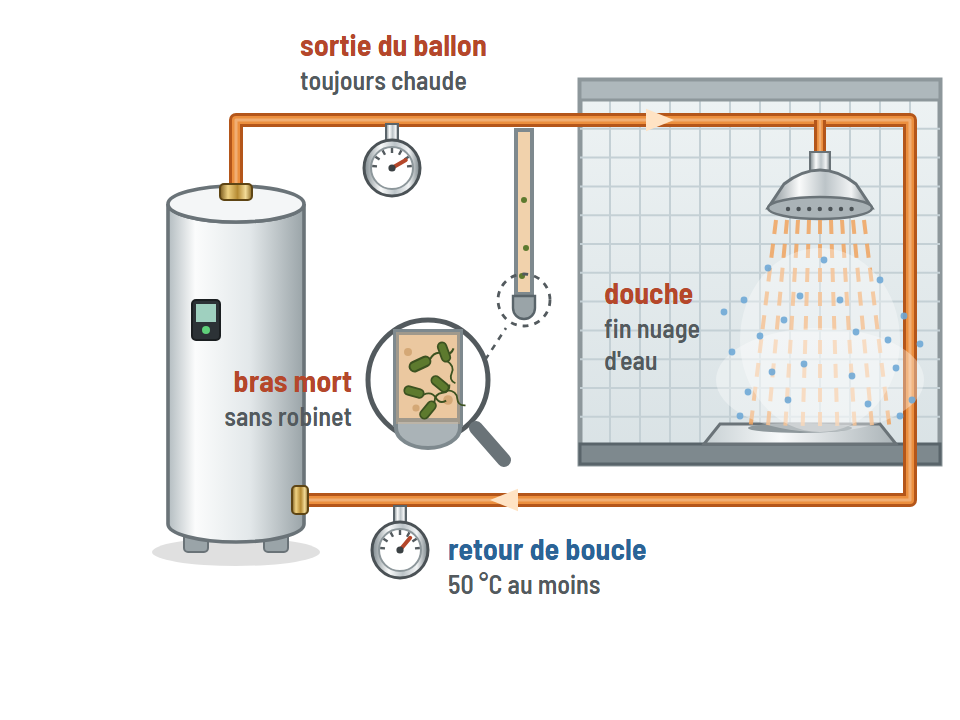 sortie du ballon
toujours chaude
douche
fin nuage
d'eau
bras mort
sans robinet
retour de boucle
50 °C au moins